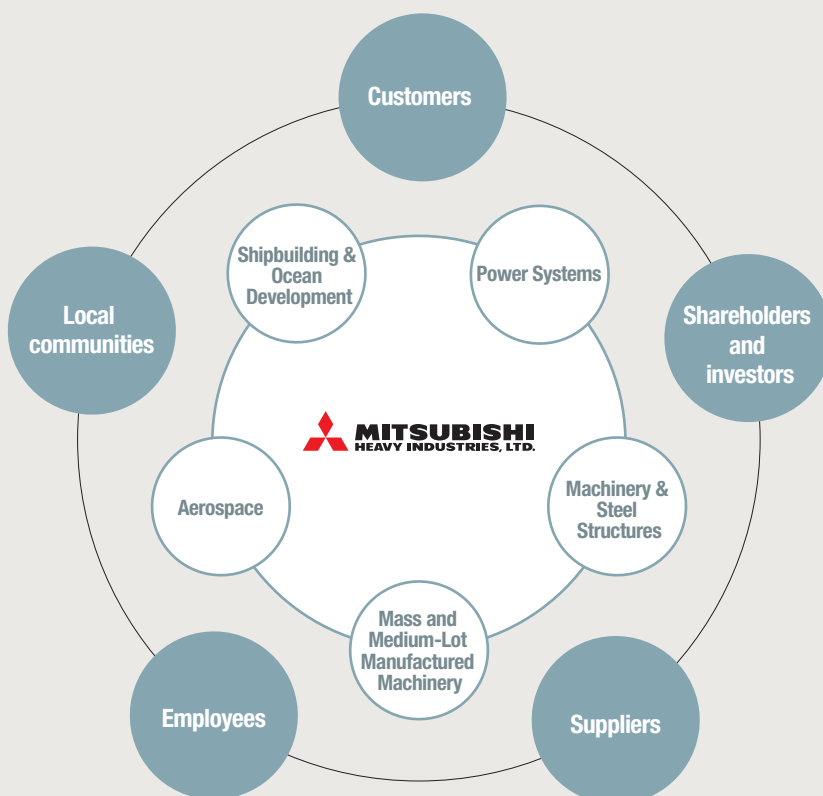 Customers
Shipbuilding &
Ocean
Development
Power Systems
Local
communities
Shareholders
and
investors
MITSUBISHI
HEAVY INDUSTRIES, LTD.
Aerospace
Machinery &
Steel
Structures
Mass and
Medium-Lot
Manufactured
Machinery
Employees
Suppliers